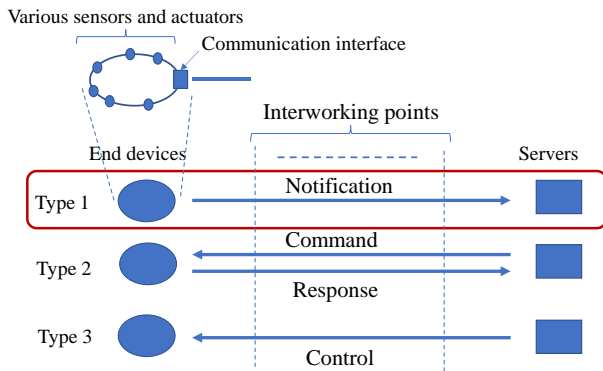 Various sensors and actuators
Communication interface
Interworking points
End devices
Servers
Type 1
Notification
Command
Type 2
Response
Type 3
Control